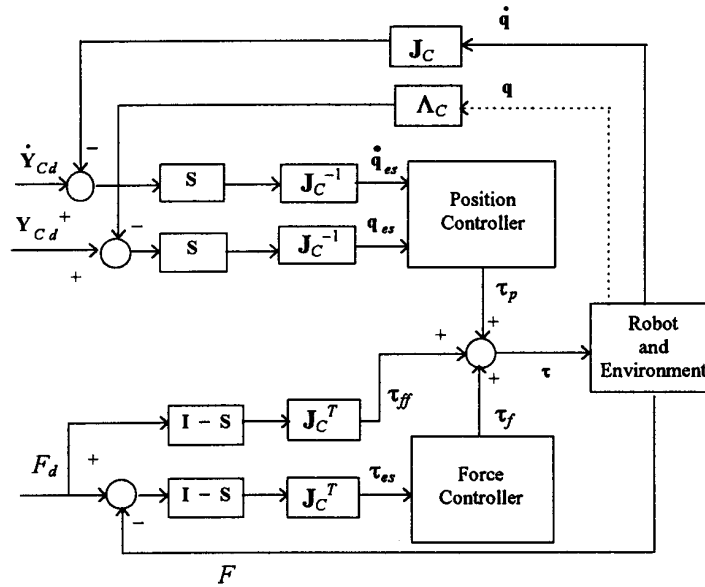 q̇
J_C
q
Λ_C
−
Ẏ_Cd
S
J_C⁻¹
q̇_es
Position
Controller
+
Y_Cd
−
S
J_C⁻¹
q_es
+
τ_p
+
+
Robot
and
Environment
τ
+
τ_ff
τ_f
I − S
J_C^T
F_d
+
I − S
J_C^T
τ_es
Force
Controller
−
F